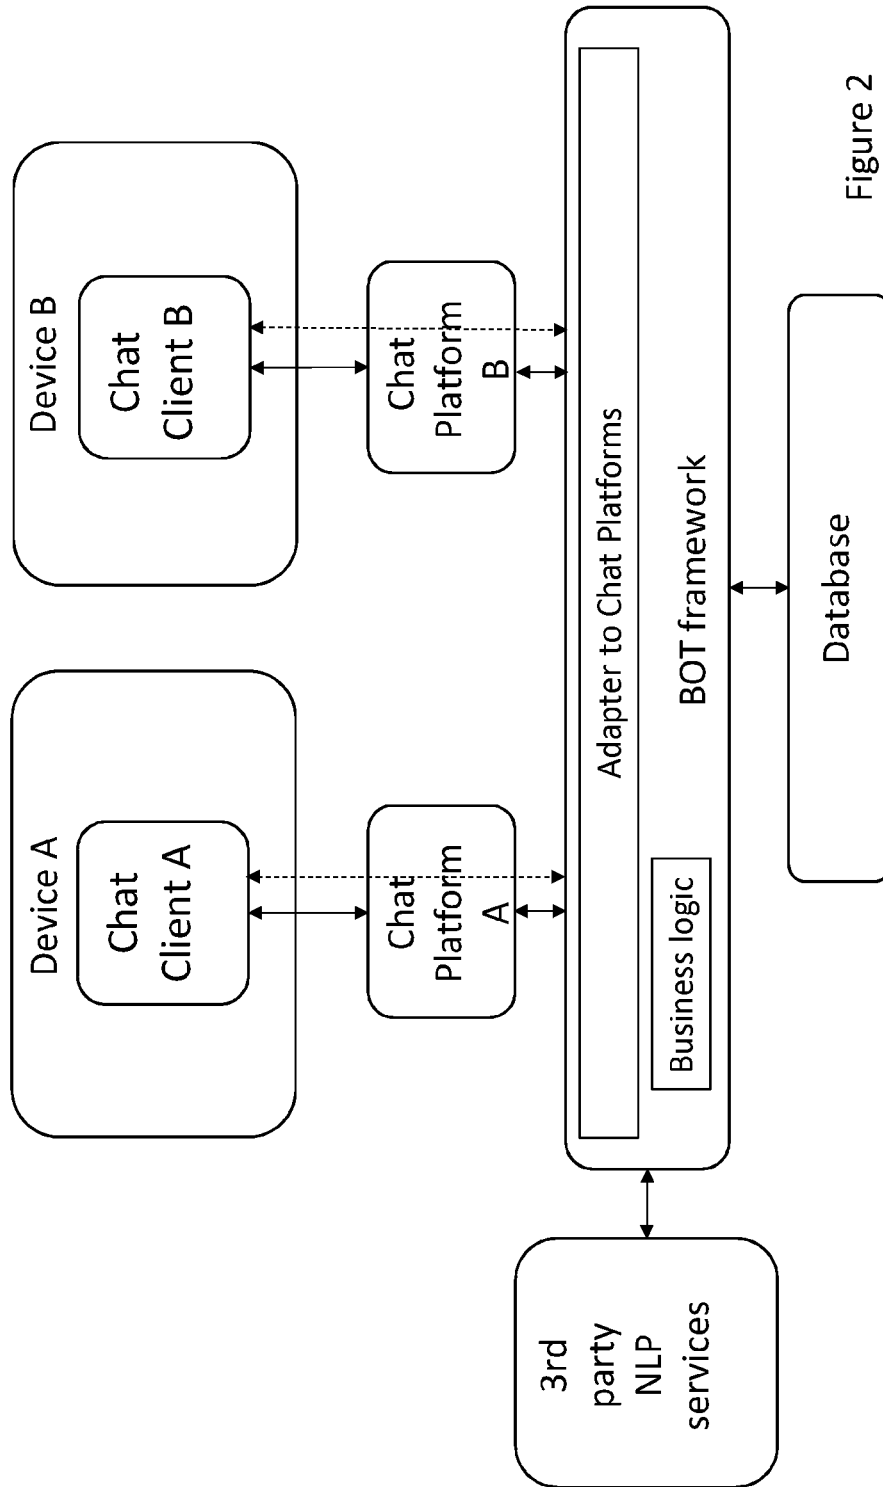 Device A
Chat
Client A
Device B
Chat
Client B
Chat
Platform
A
Chat
Platform
B
Adapter to Chat Platforms
Business logic
BOT framework
3rd
party
NLP
services
Database
Figure 2